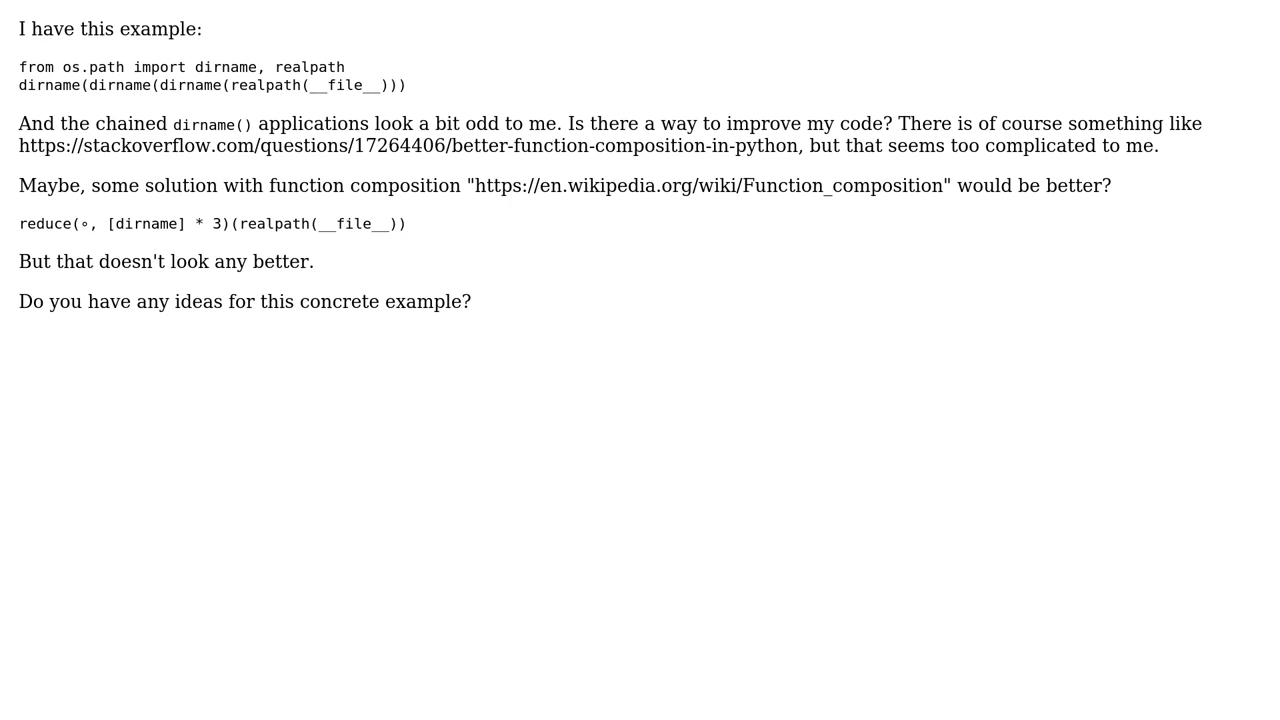 I have this example:
from os.path import dirname, realpath
dirname(dirname(dirname(realpath(__file__)))
And the chained dirname() applications look a bit odd to me. Is there a way to improve my code? There is of course something like
https://stackoverflow.com/questions/17264406/better-function-composition-in-python, but that seems too complicated to me.
Maybe, some solution with function composition "https://en.wikipedia.org/wiki/Function_composition" would be better?
reduce(∘, [dirname] * 3)(realpath(__file__))
But that doesn't look any better.
Do you have any ideas for this concrete example?